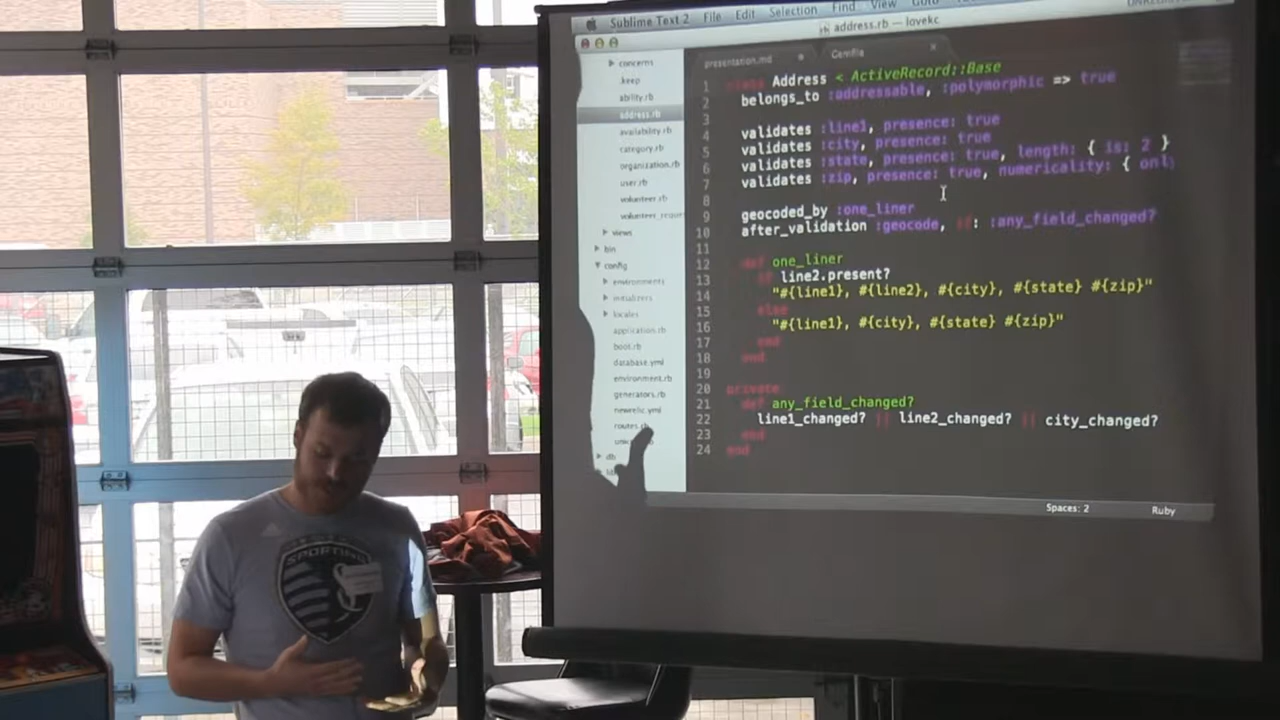 Sublime Text 2 File Edit Selection Find View Goto
address.rb — lovekc
presentation.md
Gemfile
concerns
.keep
ability.rb
address.rb
availability.rb
category.rb
organization.rb
user.rb
volunteer.rb
views
bin
config
environments
initializers
locales
application.rb
boot.rb
database.yml
environment.rb
generators.rb
newrelic.yml
db
1 class Address < ActiveRecord::Base
2 belongs_to :addressable, :polymorphic => true
3
4 validates :line1, presence: true
5 validates :city, presence: true
6 validates :state, presence: true, length: { is: 2 }
7 validates :zip, presence: true, numericality: { onl
8
9 geocoded_by :one_liner
10 after_validation :geocode, if: :any_field_changed?
11
12 def one_liner
13 if line2.present?
14 "#{line1}, #{line2}, #{city}, #{state} #{zip}"
15 else
16 "#{line1}, #{city}, #{state} #{zip}"
17 end
18 end
19
20 private
21 def any_field_changed?
22 line1_changed? || line2_changed? || city_changed?
23 end
24 end
Spaces: 2 Ruby
SPORTING